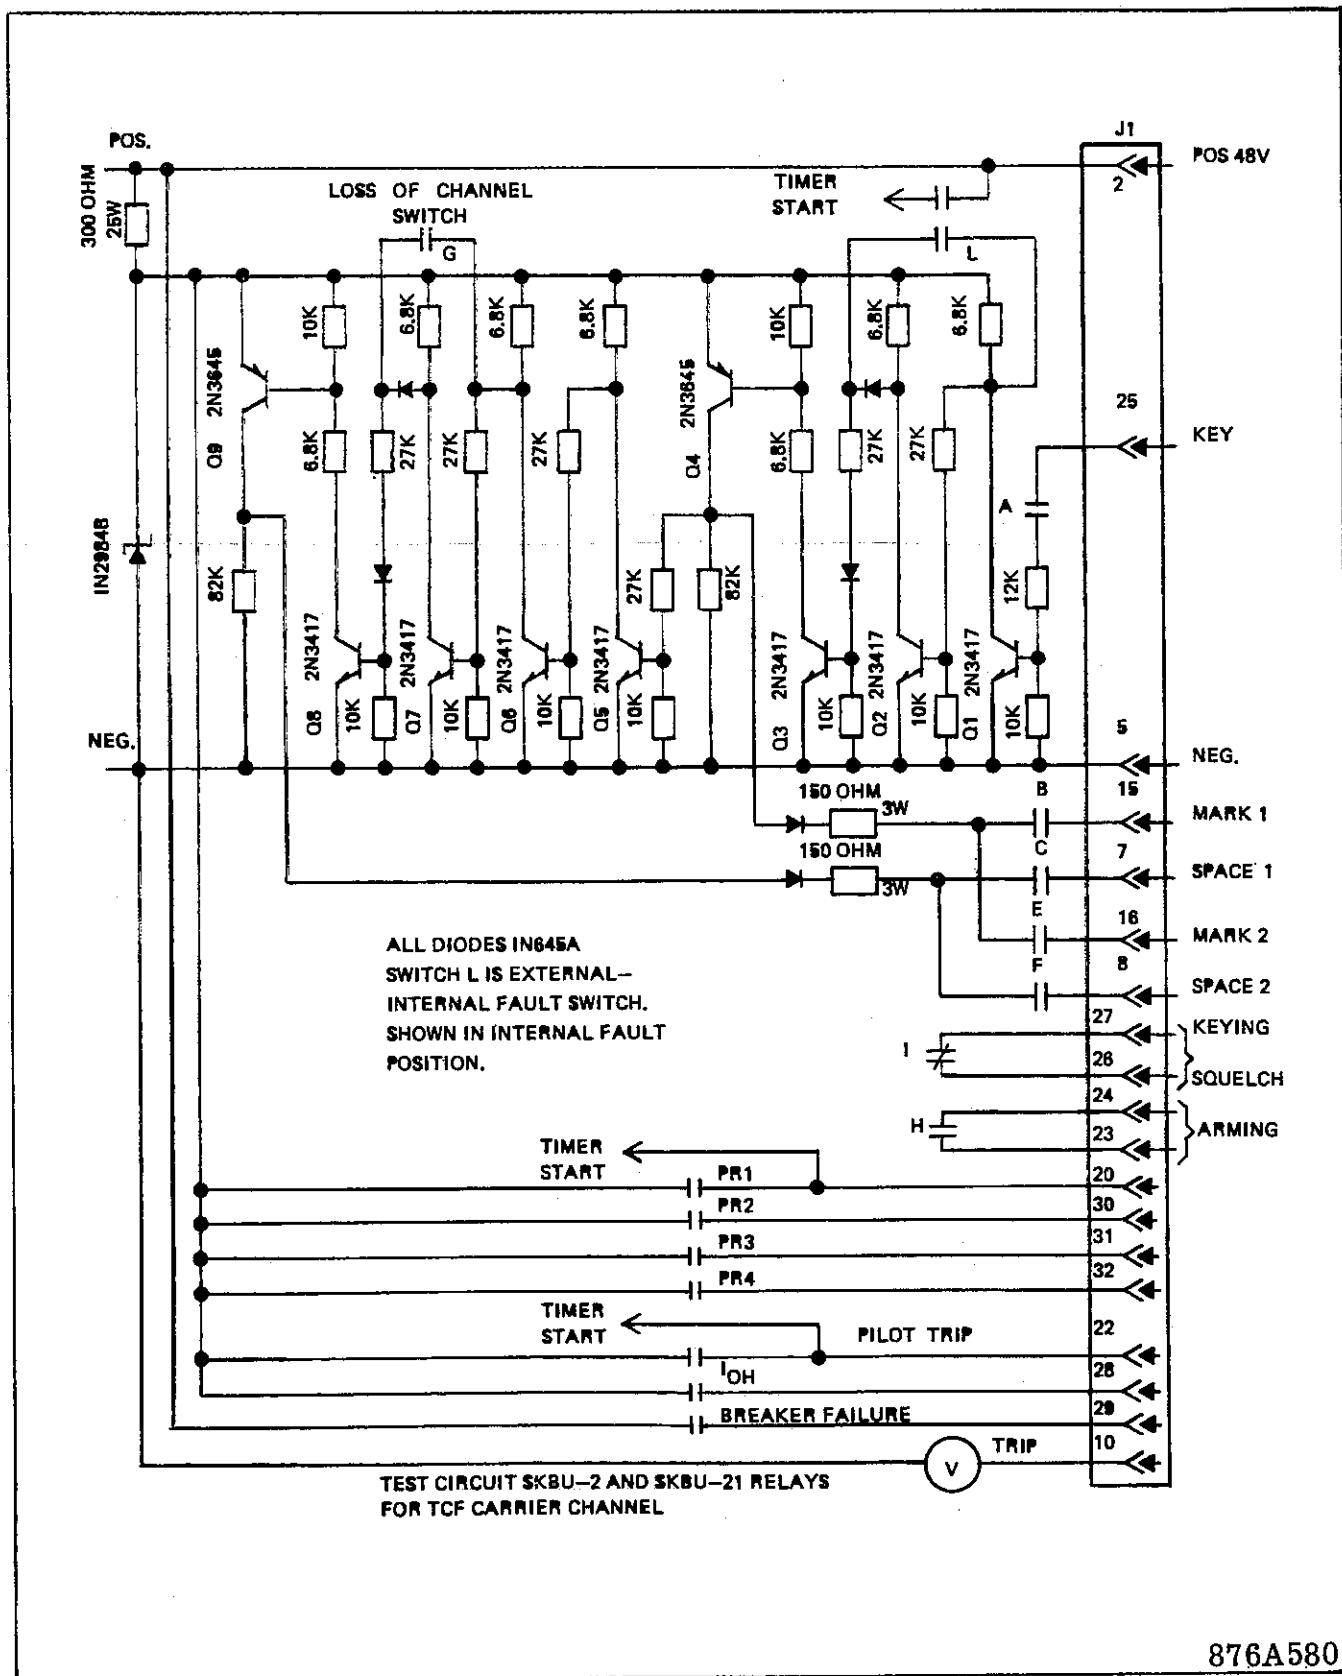 J1
POS.
POS 48V
2
300 OHM
25W
LOSS OF CHANNEL
SWITCH
G
TIMER
START
L
10K
6.8K
6.8K
6.8K
10K
6.8K
6.8K
2N3645
Q9
2N3645
Q4
25
KEY
6.8K
27K
27K
27K
6.8K
27K
27K
A
IN2984B
82K
27K
82K
12K
2N3417
2N3417
2N3417
2N3417
2N3417
2N3417
2N3417
Q8
10K
Q7
10K
Q6
10K
Q5
10K
Q3
10K
Q2
10K
Q1
10K
5
NEG.
NEG.
150 OHM
3W
B
15
MARK 1
150 OHM
3W
C
7
SPACE 1
E
16
MARK 2
F
8
SPACE 2
ALL DIODES IN645A
SWITCH L IS EXTERNAL–
INTERNAL FAULT SWITCH.
SHOWN IN INTERNAL FAULT
POSITION.
27
KEYING
I
26
SQUELCH
24
H
23
ARMING
TIMER
START
PR1
20
PR2
30
PR3
31
PR4
32
TIMER
START
PILOT TRIP
22
IOH
28
BREAKER FAILURE
29
V
TRIP
10
TEST CIRCUIT SKBU–2 AND SKBU–21 RELAYS
FOR TCF CARRIER CHANNEL
876A580